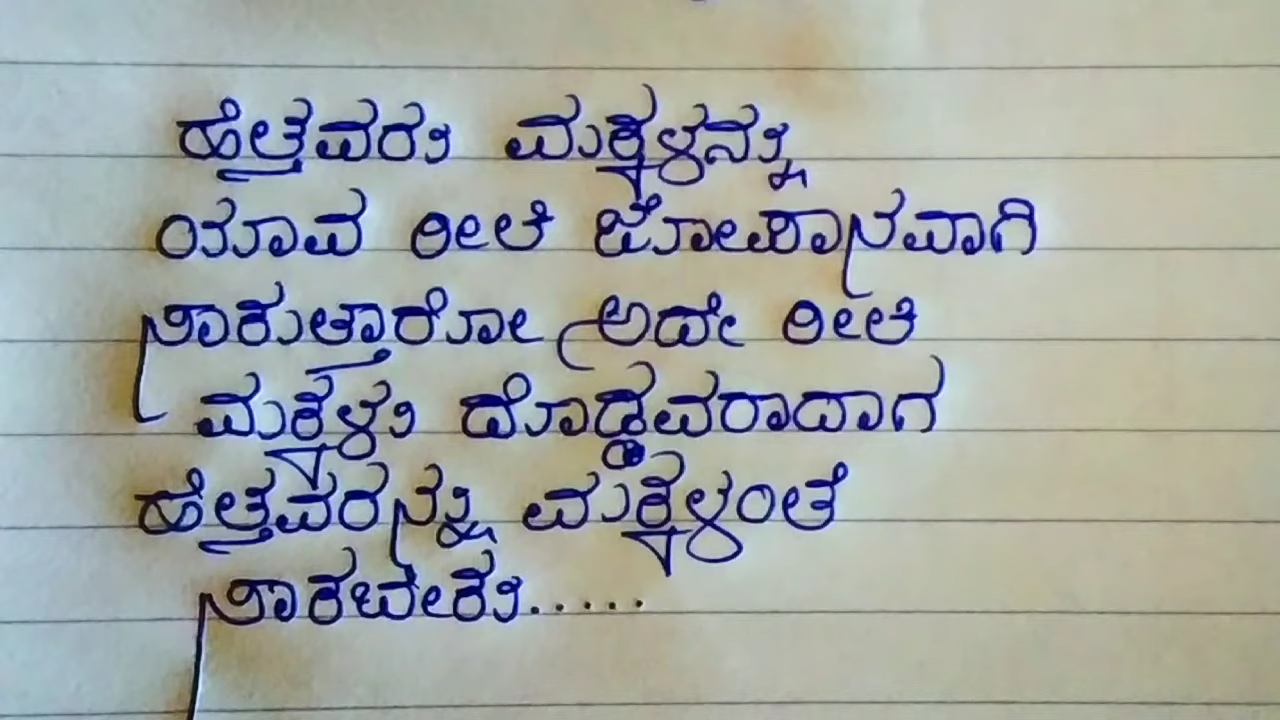 ಹೆತ್ತವರು ಮಕ್ಕಳನ್ನು
ಯಾವ ರೀತಿ ಜೋಪಾನವಾಗಿ
ಸಾಕುತ್ತಾರೋ ಅದೇ ರೀತಿ
ಮಕ್ಕಳು ದೊಡ್ಡವರಾದಾಗ
ಹೆತ್ತವರನ್ನು ಮಕ್ಕಳಂತೆ
ಸಾಕಬೇಕು.....